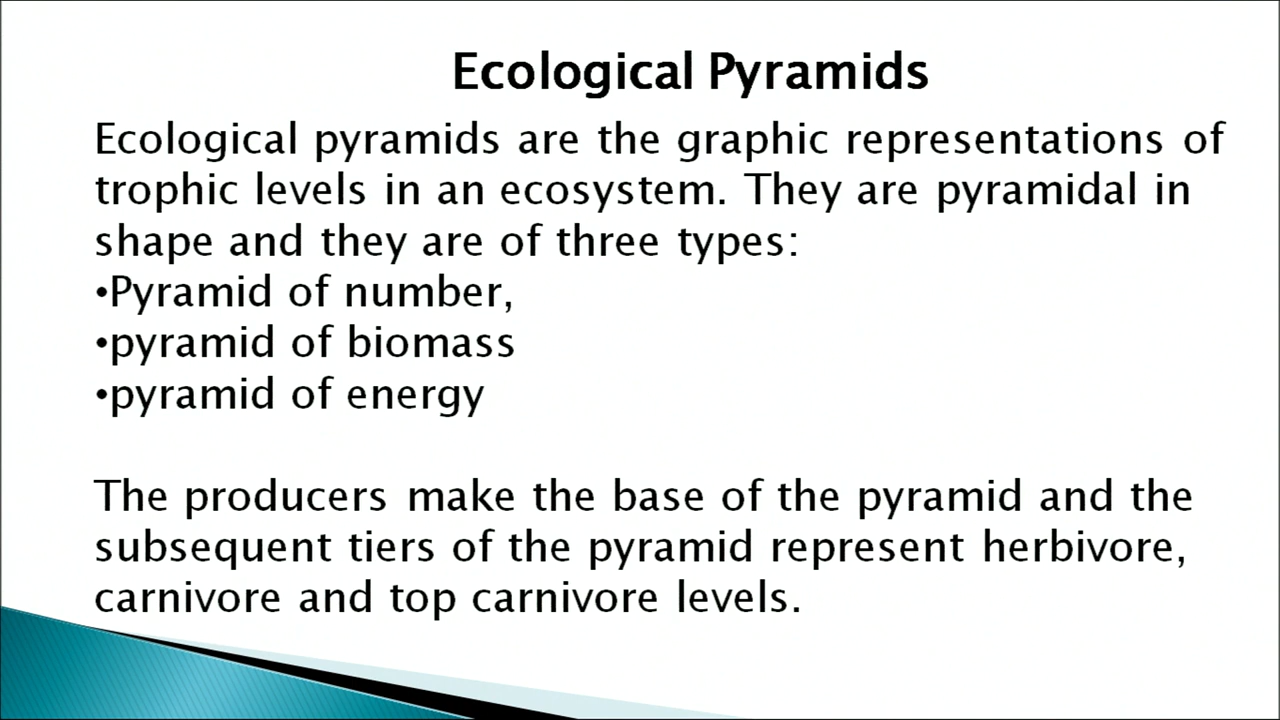 Ecological Pyramids
Ecological pyramids are the graphic representations of
trophic levels in an ecosystem. They are pyramidal in
shape and they are of three types:
•Pyramid of number,
•pyramid of biomass
•pyramid of energy
The producers make the base of the pyramid and the
subsequent tiers of the pyramid represent herbivore,
carnivore and top carnivore levels.